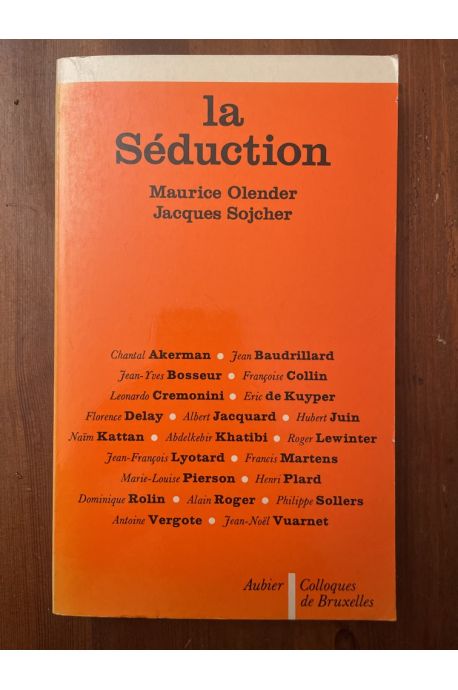 la
Séduction
Maurice Olender
Jacques Sojcher
Chantal Akerman • Jean Baudrillard
Jean-Yves Bosseur • Françoise Collin
Leonardo Cremonini • Eric de Kuyper
Florence Delay • Albert Jacquard • Hubert Juin
Naïm Kattan • Abdelkebir Khatibi • Roger Lewinter
Jean-François Lyotard • Francis Martens
Marie-Louise Pierson • Henri Plard
Dominique Rolin • Alain Roger • Philippe Sollers
Antoine Vergote • Jean-Noël Vuarnet
Aubier | Colloques
de Bruxelles